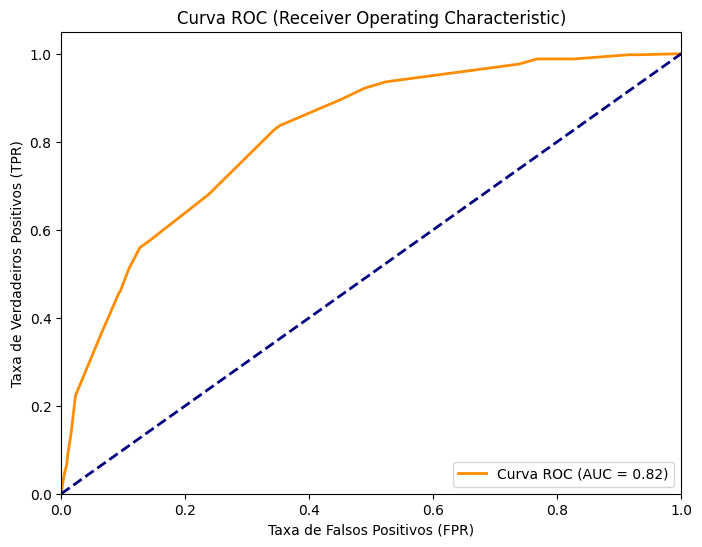 Curva ROC (Receiver Operating Characteristic)
Taxa de Verdadeiros Positivos (TPR)
1.0
0.8
0.6
0.4
0.2
0.0
Curva ROC (AUC = 0.82)
0.0 0.2 0.4 0.6 0.8 1.0
Taxa de Falsos Positivos (FPR)